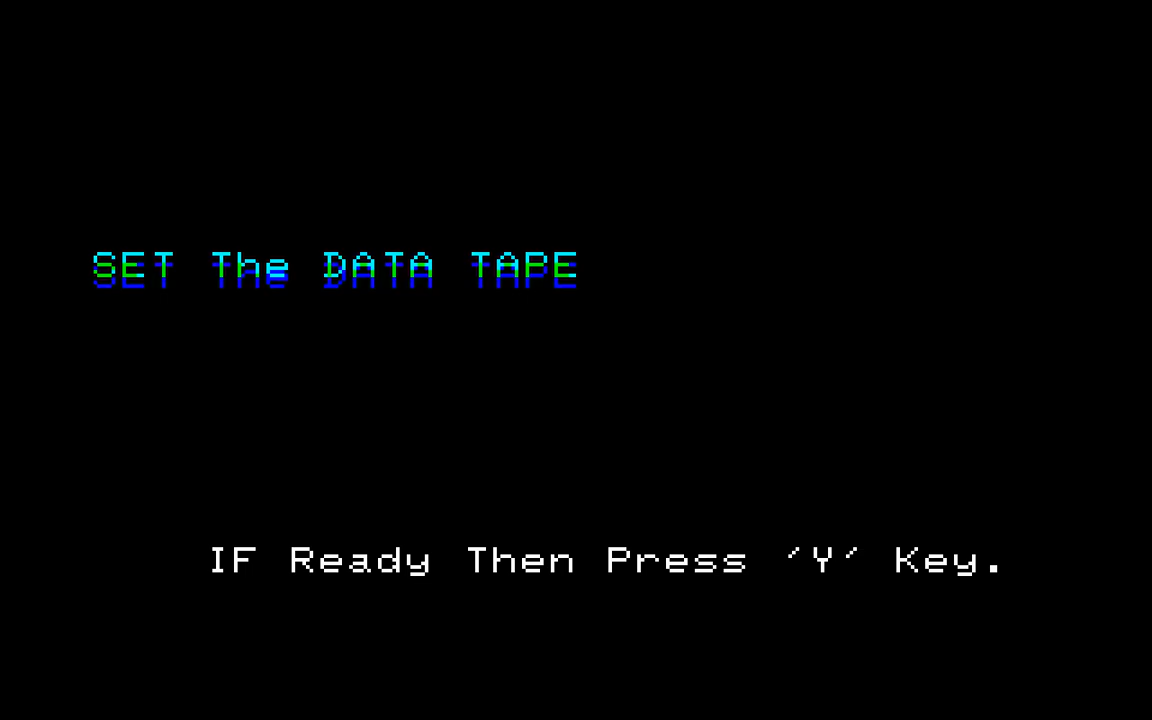 SET The DATA TAPE
IF Ready Then Press 'Y' Key.